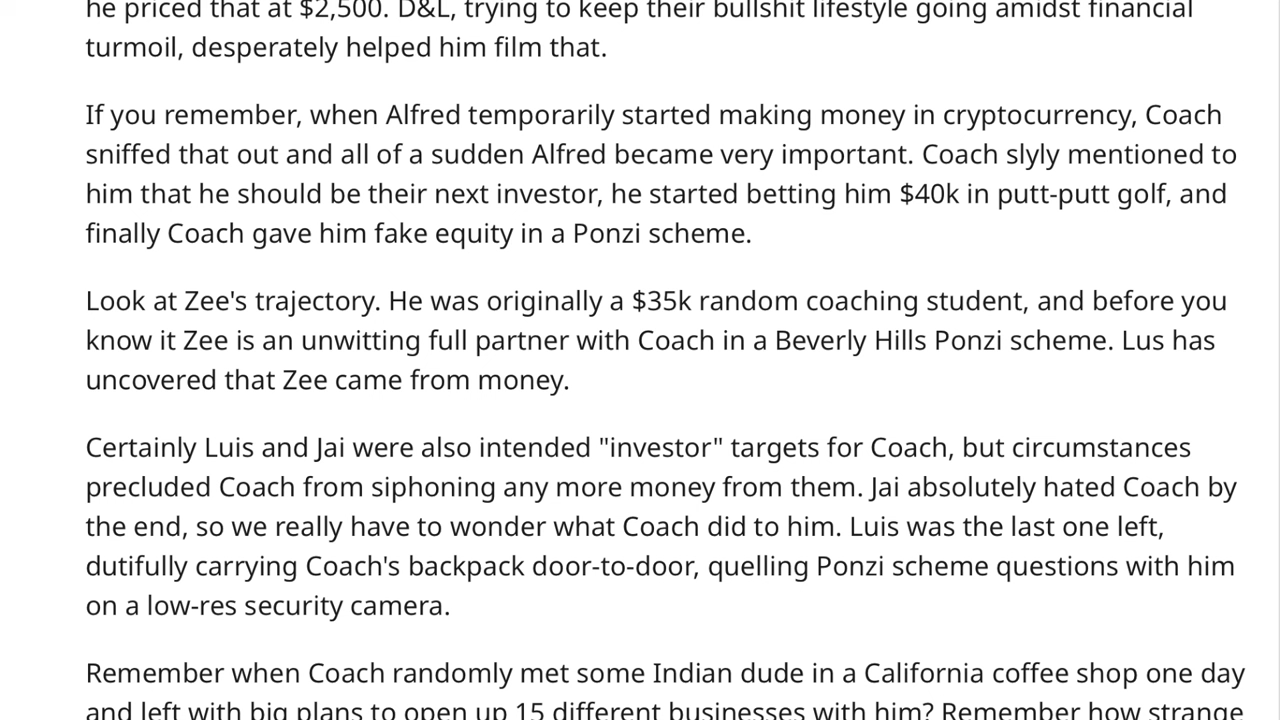 he priced that at $2,500. D&L, trying to keep their bullshit lifestyle going amidst financial
turmoil, desperately helped him film that.
If you remember, when Alfred temporarily started making money in cryptocurrency, Coach
sniffed that out and all of a sudden Alfred became very important. Coach slyly mentioned to
him that he should be their next investor, he started betting him $40k in putt-putt golf, and
finally Coach gave him fake equity in a Ponzi scheme.
Look at Zee's trajectory. He was originally a $35k random coaching student, and before you
know it Zee is an unwitting full partner with Coach in a Beverly Hills Ponzi scheme. Lus has
uncovered that Zee came from money.
Certainly Luis and Jai were also intended "investor" targets for Coach, but circumstances
precluded Coach from siphoning any more money from them. Jai absolutely hated Coach by
the end, so we really have to wonder what Coach did to him. Luis was the last one left,
dutifully carrying Coach's backpack door-to-door, quelling Ponzi scheme questions with him
on a low-res security camera.
Remember when Coach randomly met some Indian dude in a California coffee shop one day
and left with big plans to open up 15 different businesses with him? Remember how strange